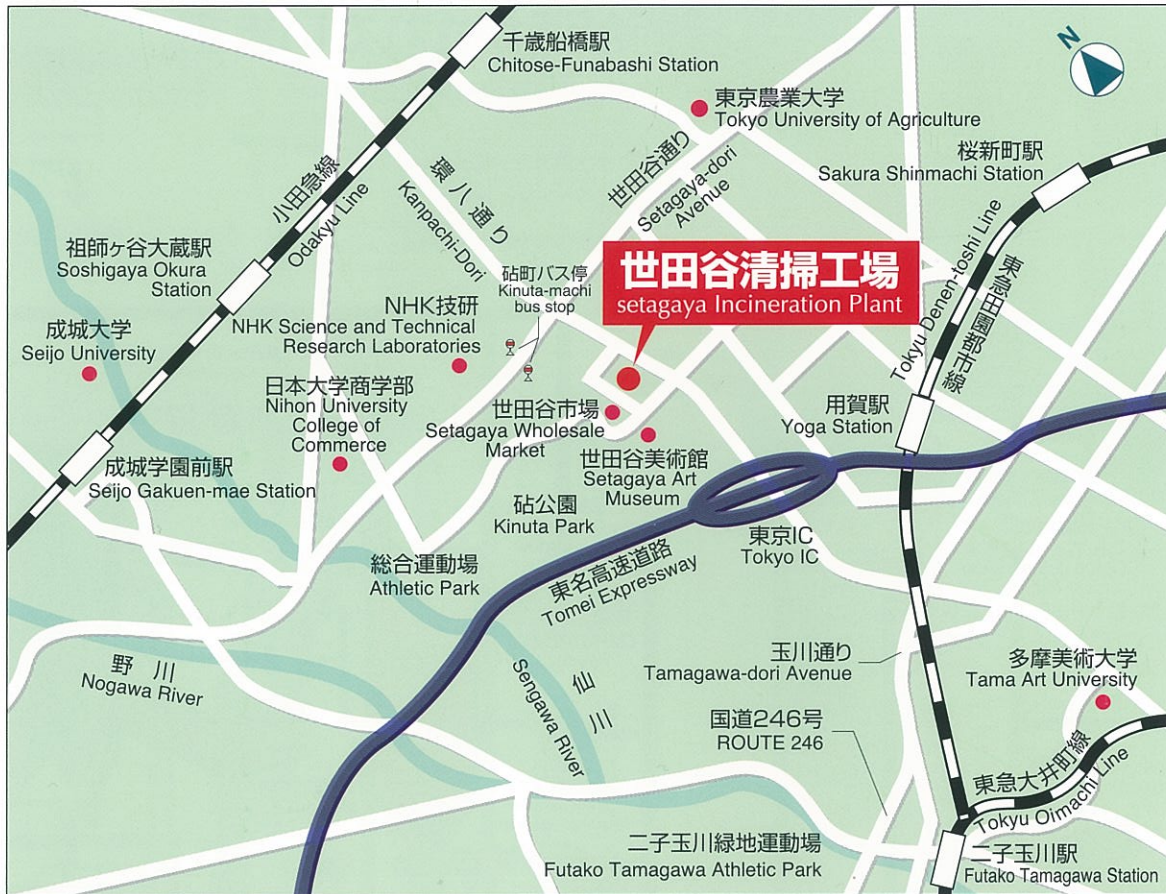 N
千歳船橋駅
Chitose-Funabashi Station
東京農業大学
Tokyo University of Agriculture
桜新町駅
Sakura Shinmachi Station
小田急線
Odakyu Line
環八通り
Kanpachi-Dori
世田谷通り
Setagaya-dori
Avenue
祖師ヶ谷大蔵駅
Soshigaya Okura
Station
世田谷清掃工場
setagaya Incineration Plant
砧町バス停
Kinuta-machi
bus stop
NHK技研
NHK Science and Technical
Research Laboratories
成城大学
Seijo University
Tokyu Denen-toshi Line
東急田園都市線
日本大学商学部
Nihon University
College of
Commerce
世田谷市場
Setagaya Wholesale
Market
用賀駅
Yoga Station
成城学園前駅
Seijo Gakuen-mae Station
世田谷美術館
Setagaya Art
Museum
砧公園
Kinuta Park
東京IC
Tokyo IC
総合運動場
Athletic Park
東名高速道路
Tomei Expressway
野川
Nogawa River
仙川
Sengawa River
玉川通り
Tamagawa-dori Avenue
多摩美術大学
Tama Art University
国道246号
ROUTE 246
東急大井町線
Tokyu Oimachi Line
二子玉川緑地運動場
Futako Tamagawa Athletic Park
二子玉川駅
Futako Tamagawa Station